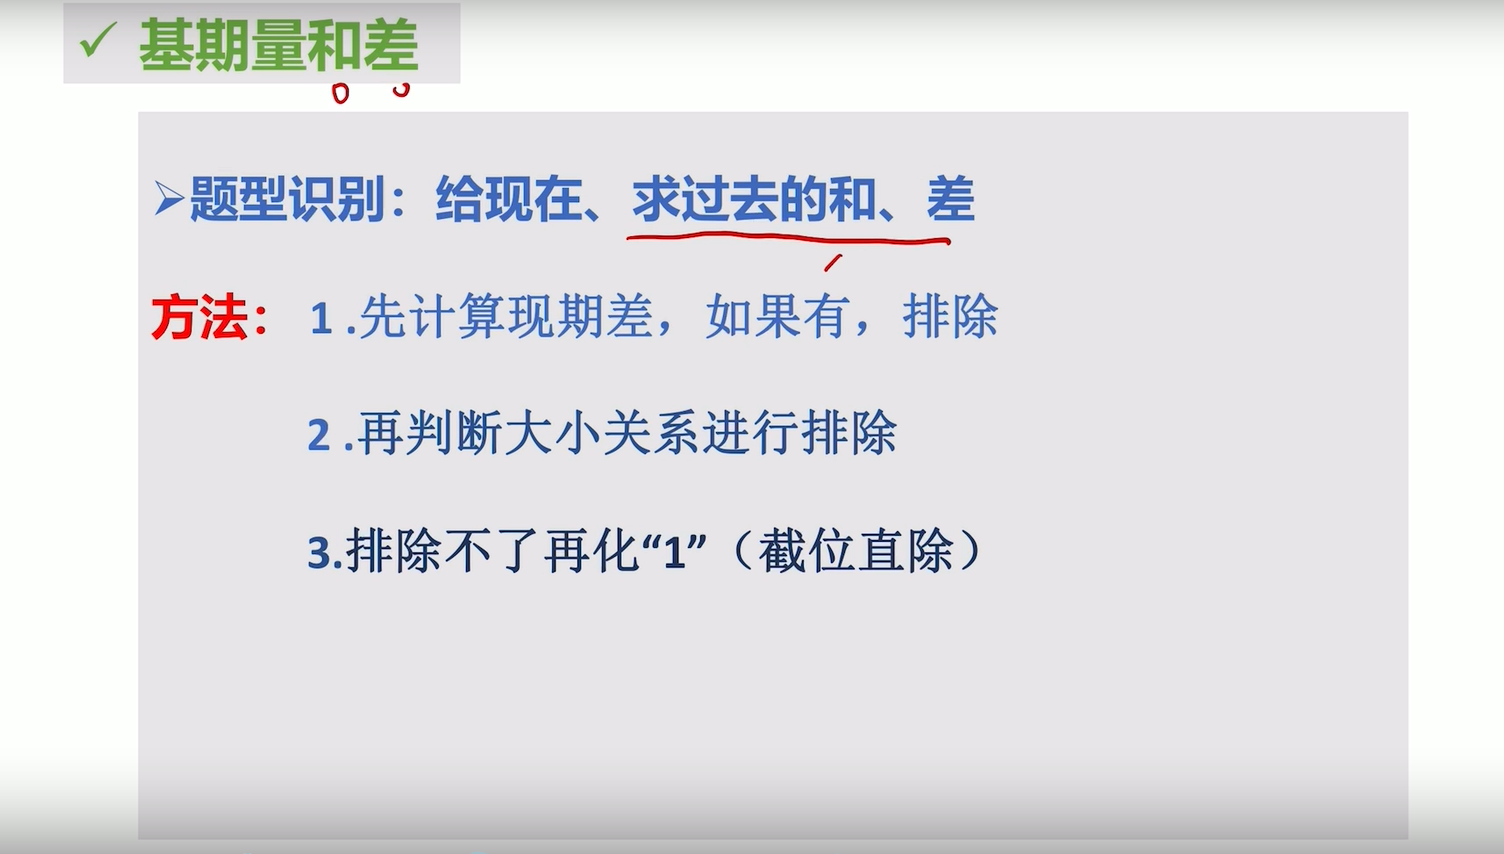 ✓ 基期量和差
➢题型识别：给现在、求过去的和、差
方法： 1 .先计算现期差，如果有，排除
2 .再判断大小关系进行排除
3.排除不了再化“1”（截位直除）